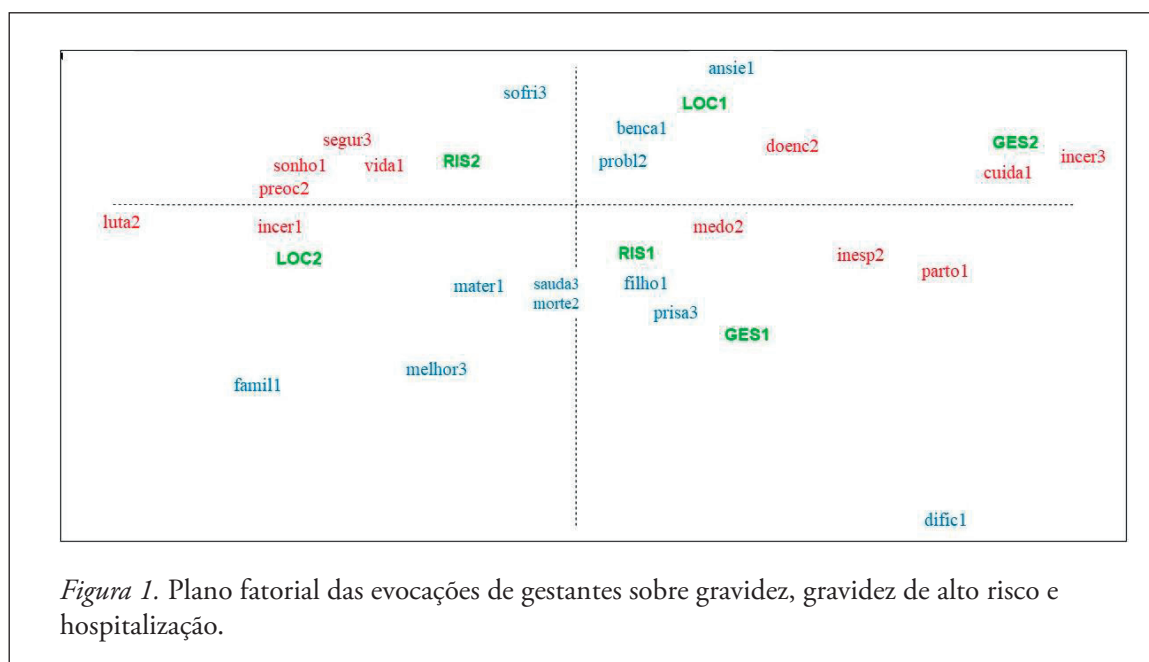 ansie1
sofri3
LOC1
benca1
segur3
doenc2
GES2
RIS2
probl2
incer3
sonho1
vida1
cuida1
preoc2
luta2
incer1
medo2
LOC2
RIS1
inesp2
parto1
mater1
sauda3
filho1
morte2
prisa3
GES1
melhor3
famil1
dific1
Figura 1. Plano fatorial das evocações de gestantes sobre gravidez, gravidez de alto risco e
hospitalização.